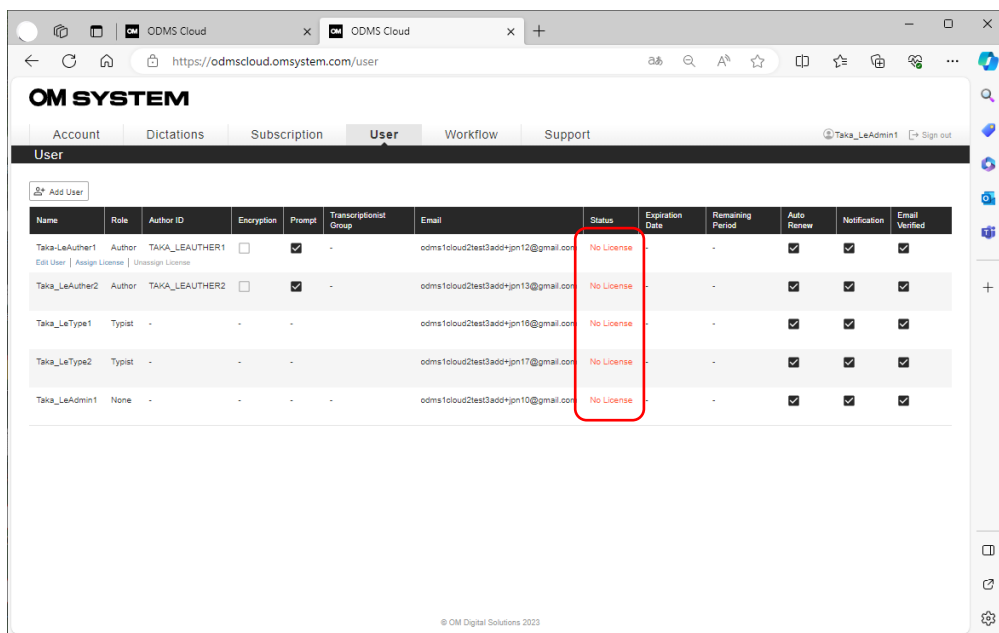 ODMS Cloud
ODMS Cloud
https://odmscloud.omsystem.com/user
OM SYSTEM
Account Dictations Subscription User Workflow Support Taka_LeAdmin1 Sign out
User
Add User
Name Role Author ID Encryption Prompt Transcriptionist Group Email Status Expiration Date Remaining Period Auto Renew Notification Email Verified
Taka-LeAuther1 Author TAKA_LEAUTHER1 - odms1cloud2test3add+jpn12@gmail.com No License - -
Edit User | Assign License | Unassign License
Taka_LeAuther2 Author TAKA_LEAUTHER2 - odms1cloud2test3add+jpn13@gmail.com No License - -
Taka_LeType1 Typist - - - odms1cloud2test3add+jpn16@gmail.com No License - -
Taka_LeType2 Typist - - - odms1cloud2test3add+jpn17@gmail.com No License - -
Taka_LeAdmin1 None - - - - odms1cloud2test3add+jpn10@gmail.com No License - -
© OM Digital Solutions 2023